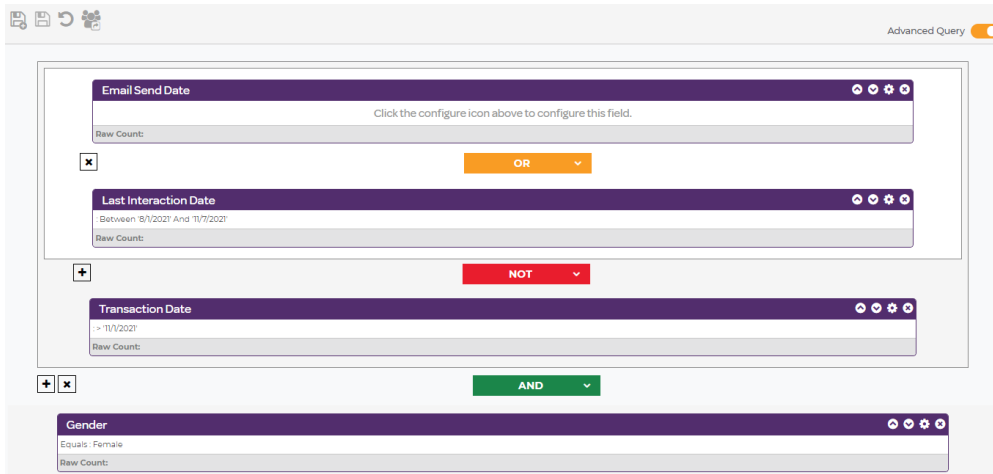 Advanced Query
Email Send Date
Click the configure icon above to configure this field.
Raw Count:
OR
Last Interaction Date
: Between '8/1/2021' And '11/7/2021'
Raw Count:
NOT
Transaction Date
: > '11/1/2021'
Raw Count:
AND
Gender
Equals : Female
Raw Count: